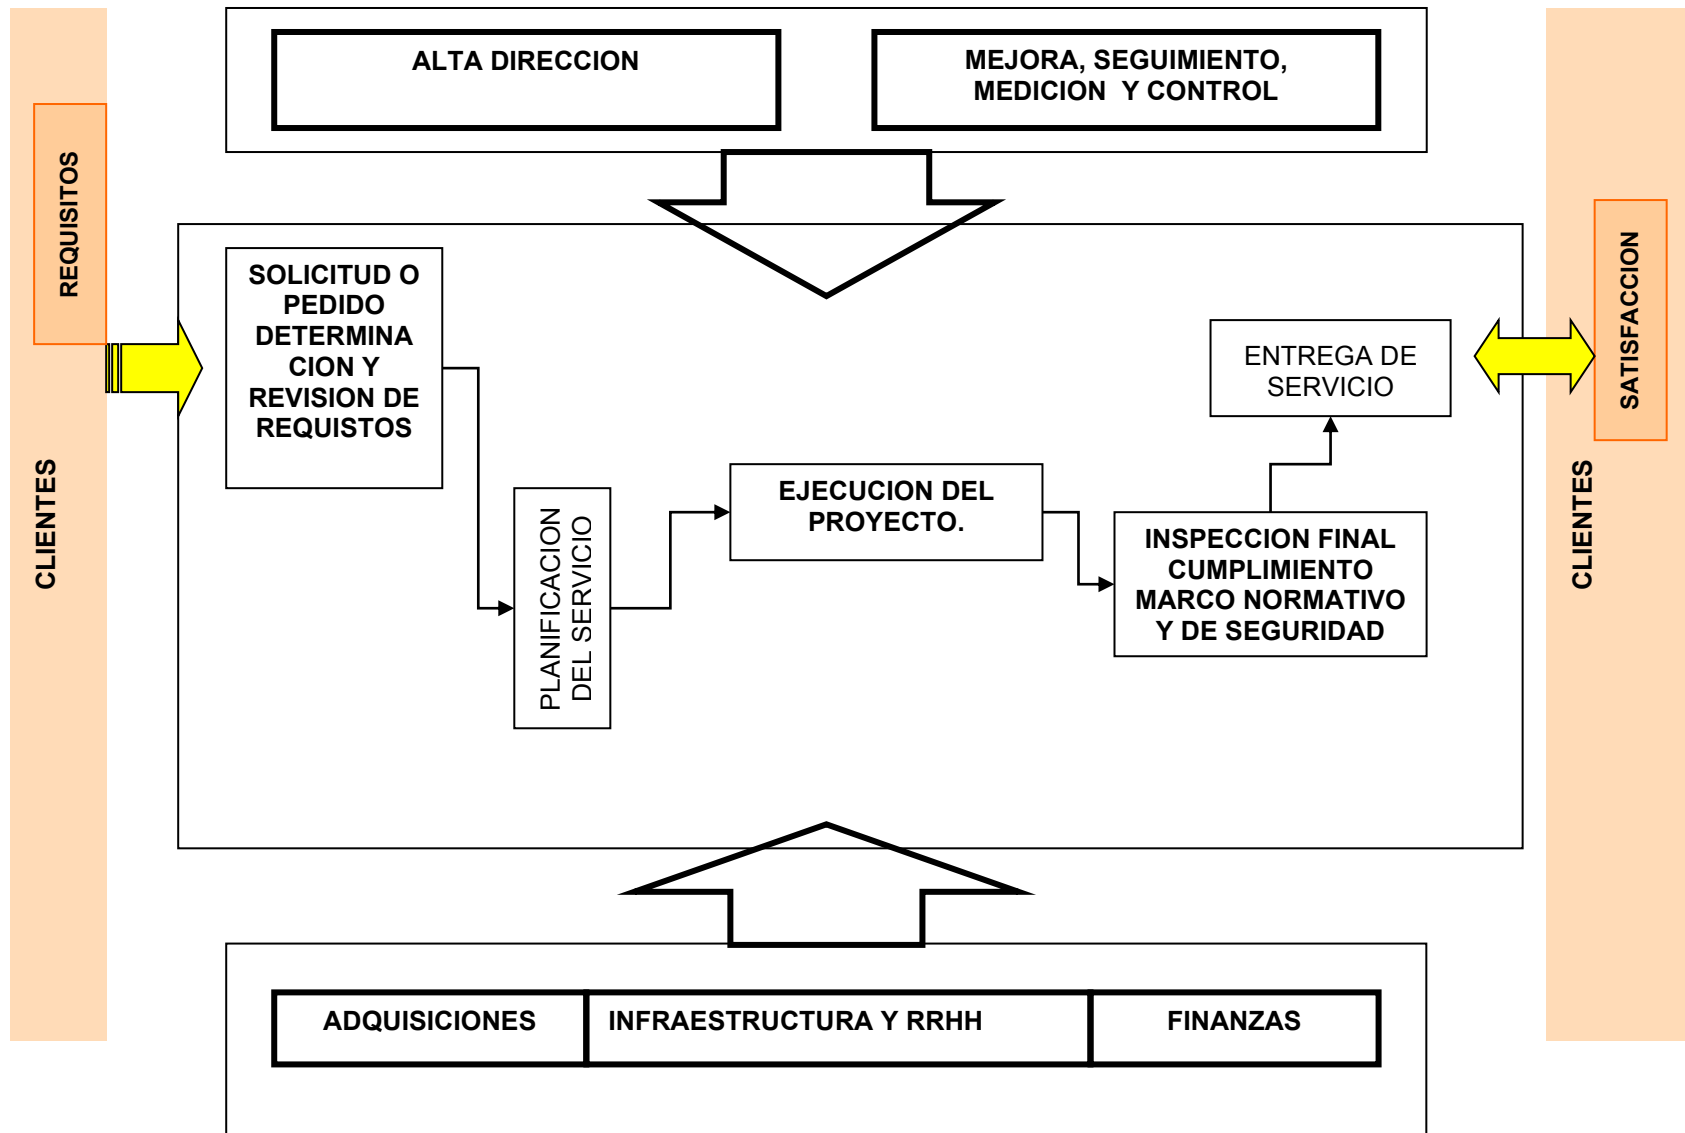 ALTA DIRECCION
MEJORA, SEGUIMIENTO,
MEDICION Y CONTROL
REQUISITOS
CLIENTES
SOLICITUD O
PEDIDO
DETERMINA
CION Y
REVISION DE
REQUISTOS
PLANIFICACION
DEL SERVICIO
EJECUCION DEL
PROYECTO.
INSPECCION FINAL
CUMPLIMIENTO
MARCO NORMATIVO
Y DE SEGURIDAD
ENTREGA DE
SERVICIO
SATISFACCION
CLIENTES
ADQUISICIONES
INFRAESTRUCTURA Y RRHH
FINANZAS